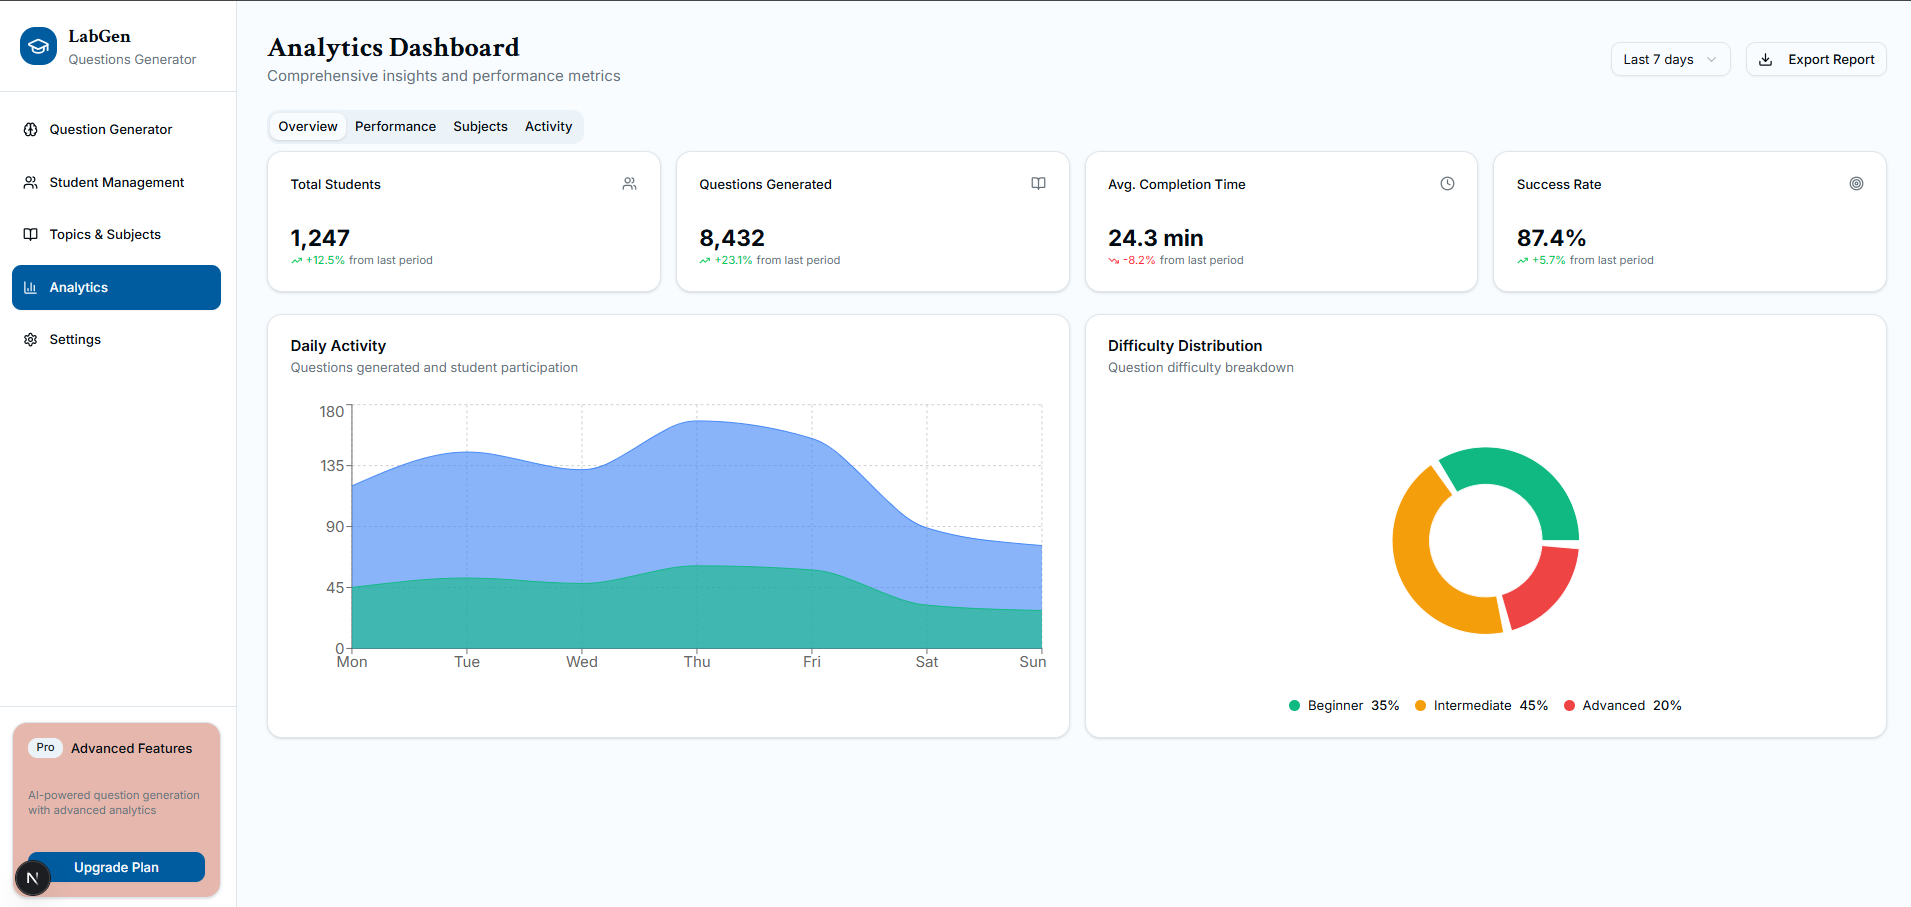 LabGen
Questions Generator
Question Generator
Student Management
Topics & Subjects
Analytics
Settings
Pro Advanced Features
AI-powered question generation
with advanced analytics
Upgrade Plan
N
Analytics Dashboard
Comprehensive insights and performance metrics
Last 7 days
Export Report
Overview Performance Subjects Activity
Total Students
1,247
+12.5% from last period
Questions Generated
8,432
+23.1% from last period
Avg. Completion Time
24.3 min
-8.2% from last period
Success Rate
87.4%
+5.7% from last period
Daily Activity
Questions generated and student participation
180
135
90
45
0
Mon Tue Wed Thu Fri Sat Sun
Difficulty Distribution
Question difficulty breakdown
Beginner 35% Intermediate 45% Advanced 20%